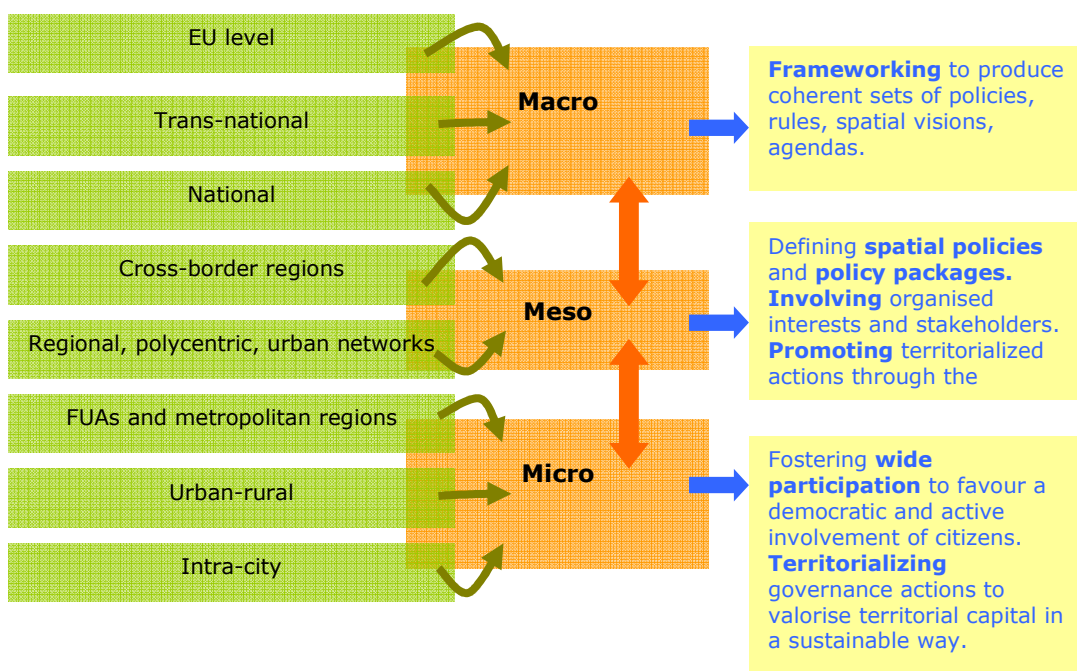 EU level
Trans-national
National
Cross-border regions
Regional, polycentric, urban networks
FUAs and metropolitan regions
Urban-rural
Intra-city
Macro
Meso
Micro
Frameworking to produce
coherent sets of policies,
rules, spatial visions,
agendas.
Defining spatial policies
and policy packages.
Involving organised
interests and stakeholders.
Promoting territorialized
actions through the
Fostering wide
participation to favour a
democratic and active
involvement of citizens.
Territorializing
governance actions to
valorise territorial capital in
a sustainable way.